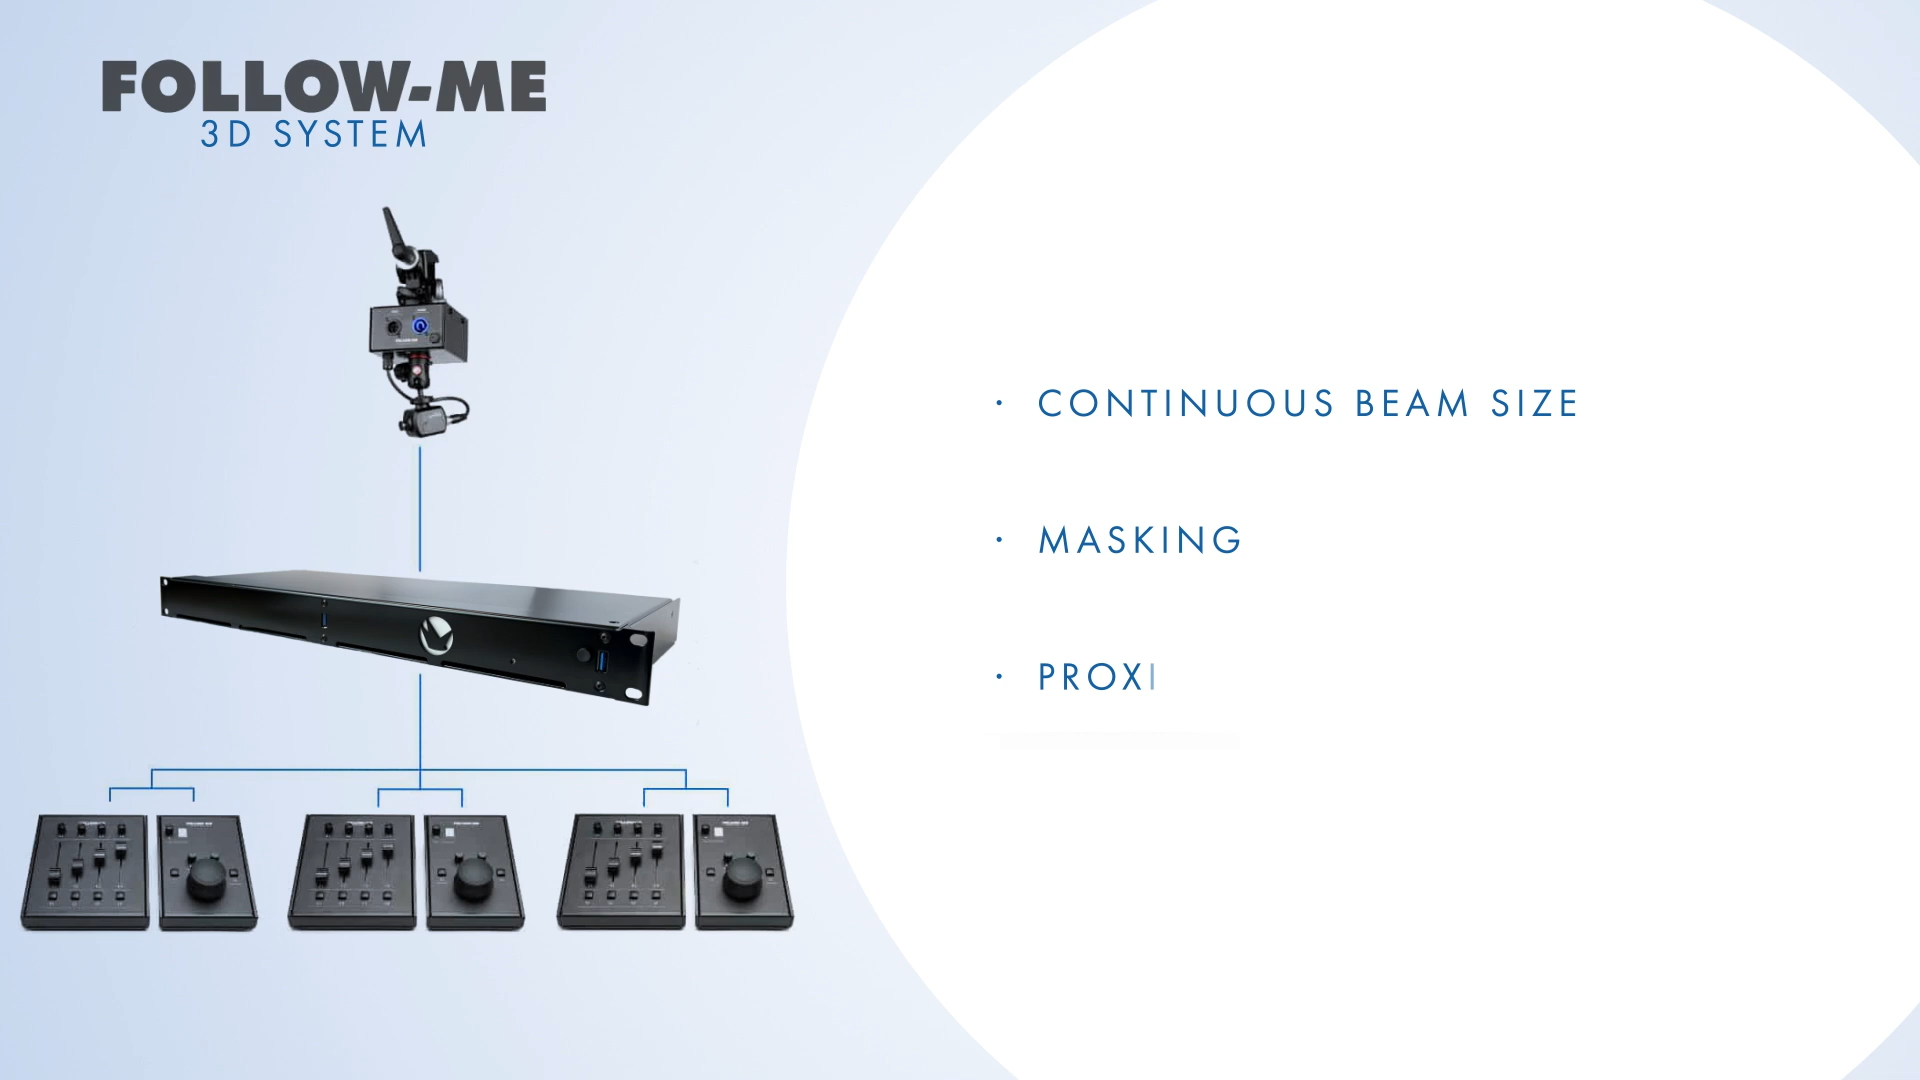 FOLLOW-ME
3D SYSTEM
· CONTINUOUS BEAM SIZE
· MASKING
· PROXI